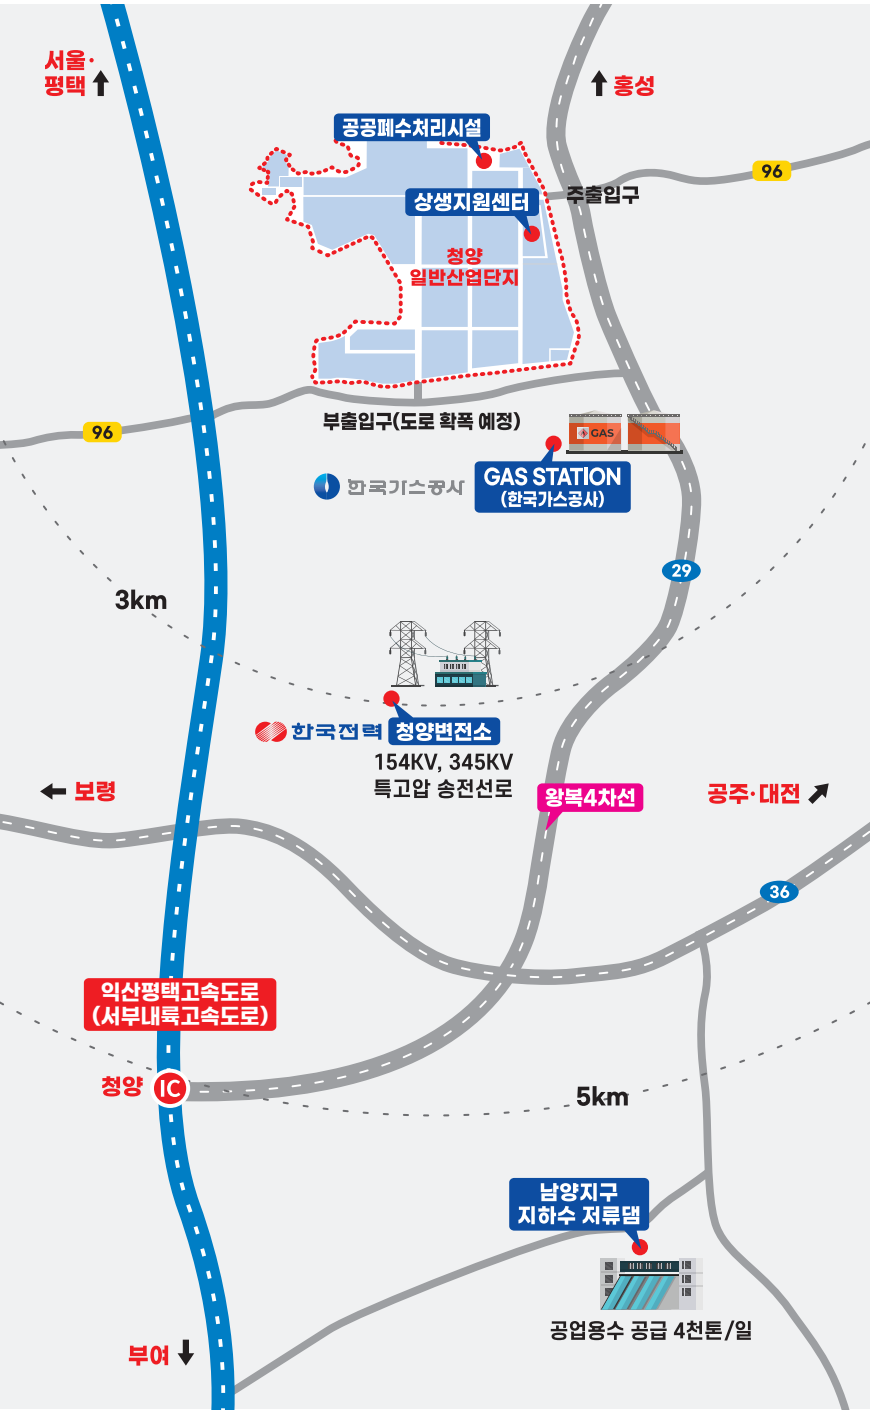 서울·
평택
홍성
공공폐수처리시설
96
상생지원센터
주출입구
청양
일반산업단지
부출입구(도로 확폭 예정)
96
GAS
한국가스공사
GAS STATION
(한국가스공사)
29
3km
한국전력
청양변전소
154KV, 345KV
특고압 송전선로
보령
왕복4차선
공주·대전
36
익산평택고속도로
(서부내륙고속도로)
청양
IC
5km
남양지구
지하수 저류댐
공업용수 공급 4천톤/일
부여